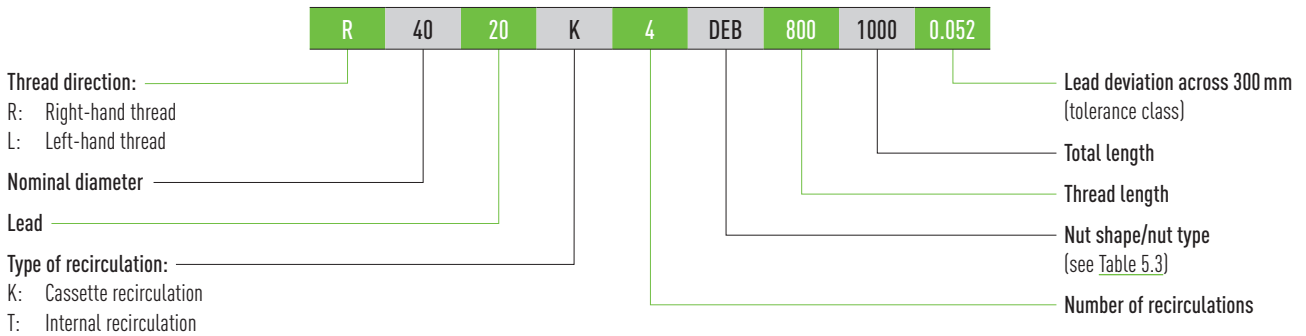 R 40 20 K 4 DEB 800 1000 0.052
Thread direction:
R: Right-hand thread
L: Left-hand thread
Nominal diameter
Lead
Type of recirculation:
K: Cassette recirculation
T: Internal recirculation
Lead deviation across 300 mm
(tolerance class)
Total length
Thread length
Nut shape/nut type
(see Table 5.3)
Number of recirculations